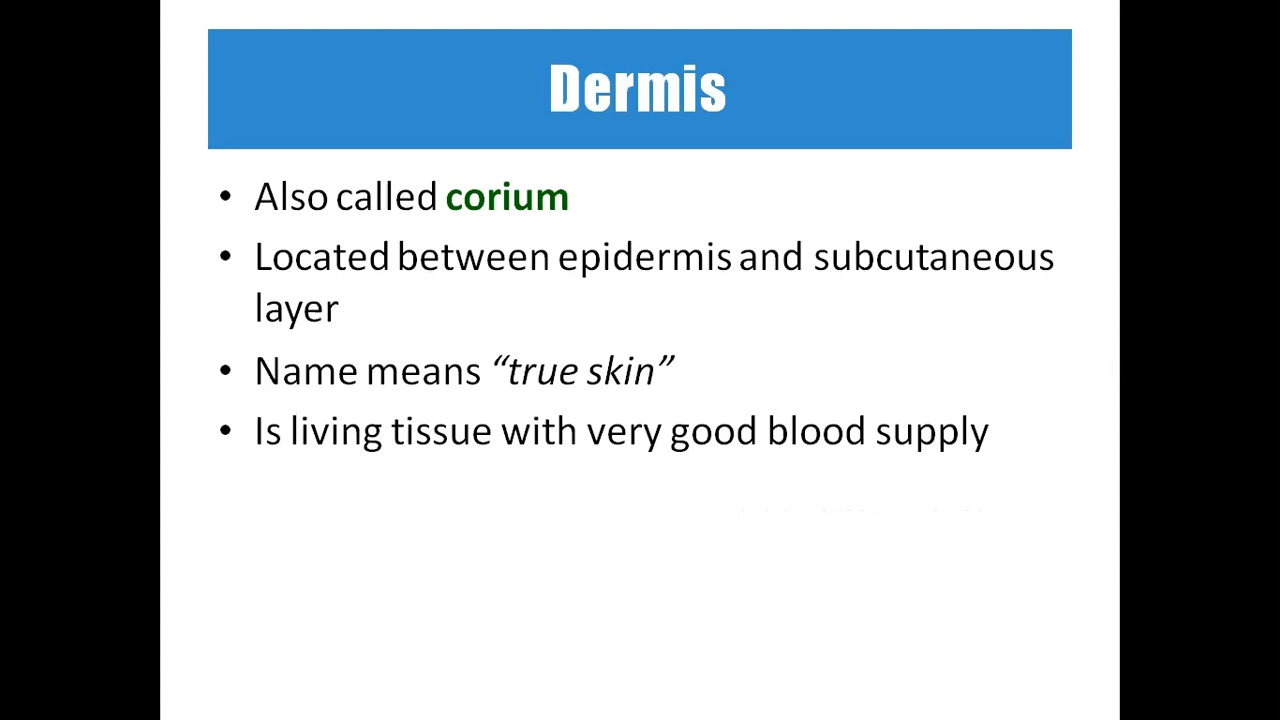 Dermis
• Also called corium
• Located between epidermis and subcutaneous
layer
• Name means “true skin”
• Is living tissue with very good blood supply